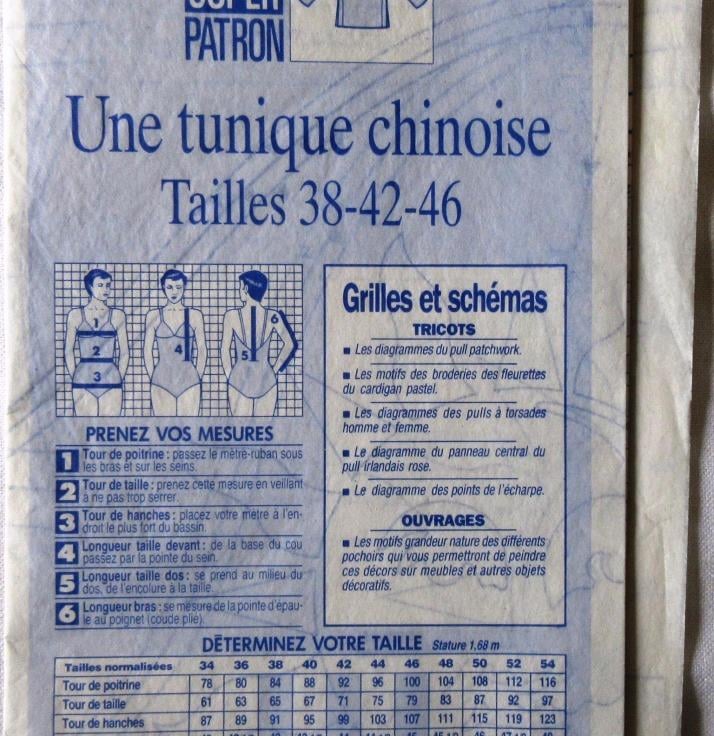 SUPER
PATRON
Une tunique chinoise
Tailles 38-42-46
1
2
3
4
5
6
PRENEZ VOS MESURES
1 Tour de poitrine : passez le mètre-ruban sous
les bras et sur les seins.
2 Tour de taille : prenez cette mesure en veillant
à ne pas trop serrer.
3 Tour de hanches : placez votre mètre à l'en-
droit le plus fort du bassin.
4 Longueur taille devant : de la base du cou
passez par la pointe du sein.
5 Longueur taille dos : se prend au milieu du
dos, de l'encolure à la taille.
6 Longueur bras : se mesure de la pointe d'épau-
le au poignet (coude plié).
Grilles et schémas
TRICOTS
■ Les diagrammes du pull patchwork.
■ Les motifs des broderies des fleurettes
du cardigan pastel.
■ Les diagrammes des pulls à torsades
homme et femme.
■ Le diagramme du panneau central du
pull irlandais rose.
■ Le diagramme des points de l'écharpe.
OUVRAGES
■ Les motifs grandeur nature des différents
pochoirs qui vous permettront de peindre
ces décors sur meubles et autres objets
décoratifs.
DÉTERMINEZ VOTRE TAILLE Stature 1,68 m
Tailles normalisées 34 36 38 40 42 44 46 48 50 52 54
Tour de poitrine 78 80 84 88 92 96 100 104 108 112 116
Tour de taille 61 63 65 67 71 75 79 83 87 92 97
Tour de hanches 87 89 91 95 99 103 107 111 115 119 123